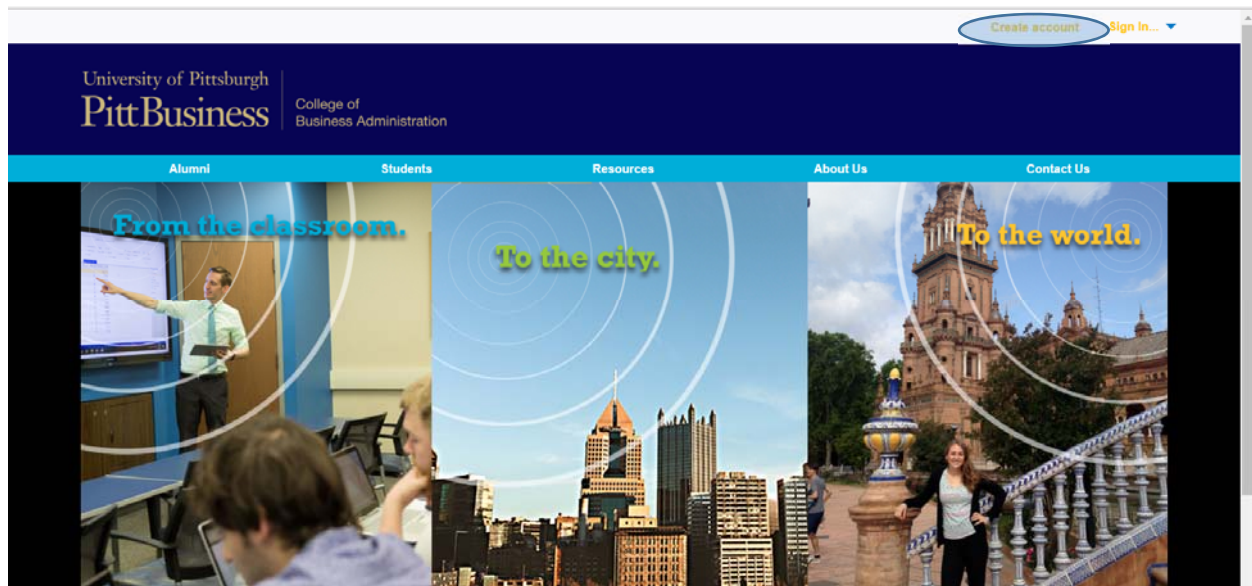 Create account Sign In...
University of Pittsburgh
PittBusiness
College of
Business Administration
Alumni Students Resources About Us Contact Us
From the classroom.
To the city.
To the world.